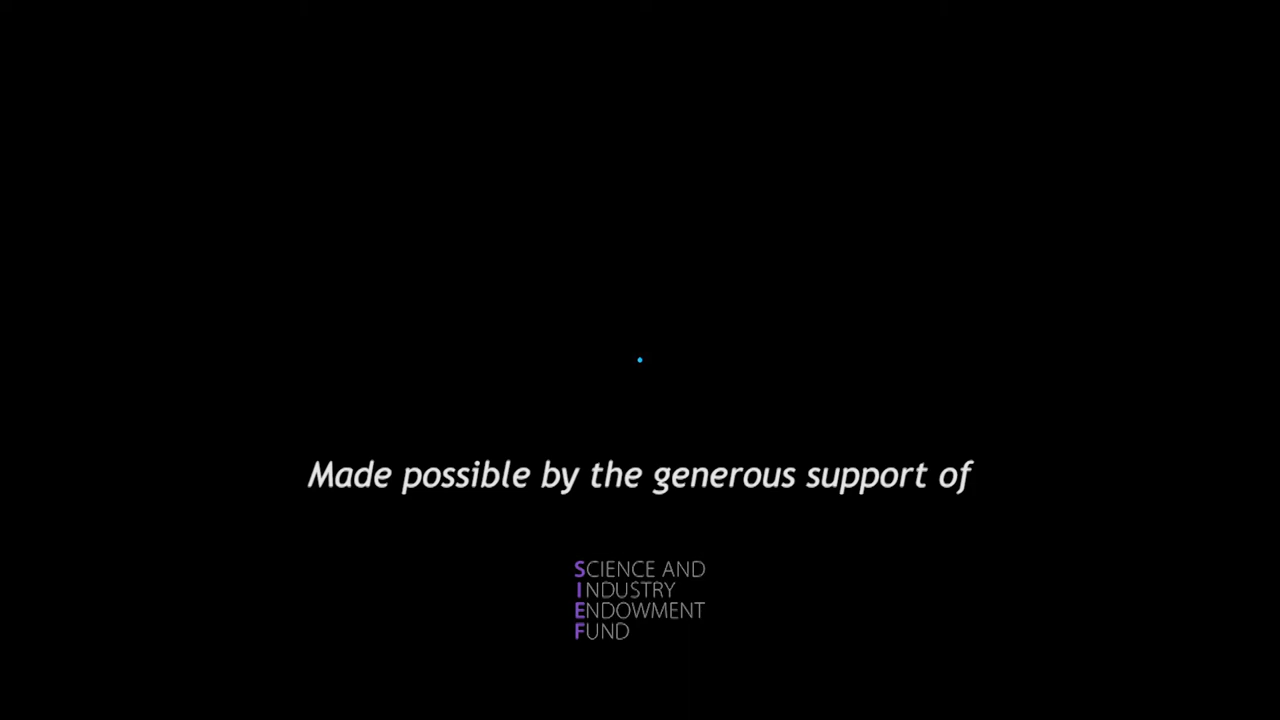 Made possible by the generous support of
SCIENCE AND
INDUSTRY
ENDOWMENT
FUND